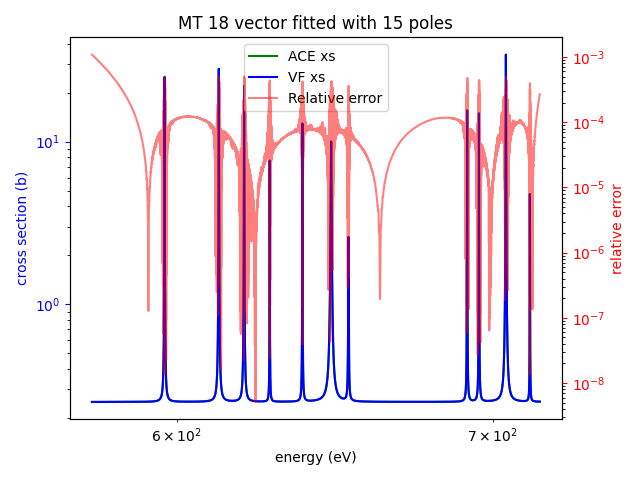 MT 18 vector fitted with 15 poles
ACE xs
VF xs
Relative error
cross section (b)
10¹
10⁰
relative error
10⁻³
10⁻⁴
10⁻⁵
10⁻⁶
10⁻⁷
10⁻⁸
6 × 10²
7 × 10²
energy (eV)